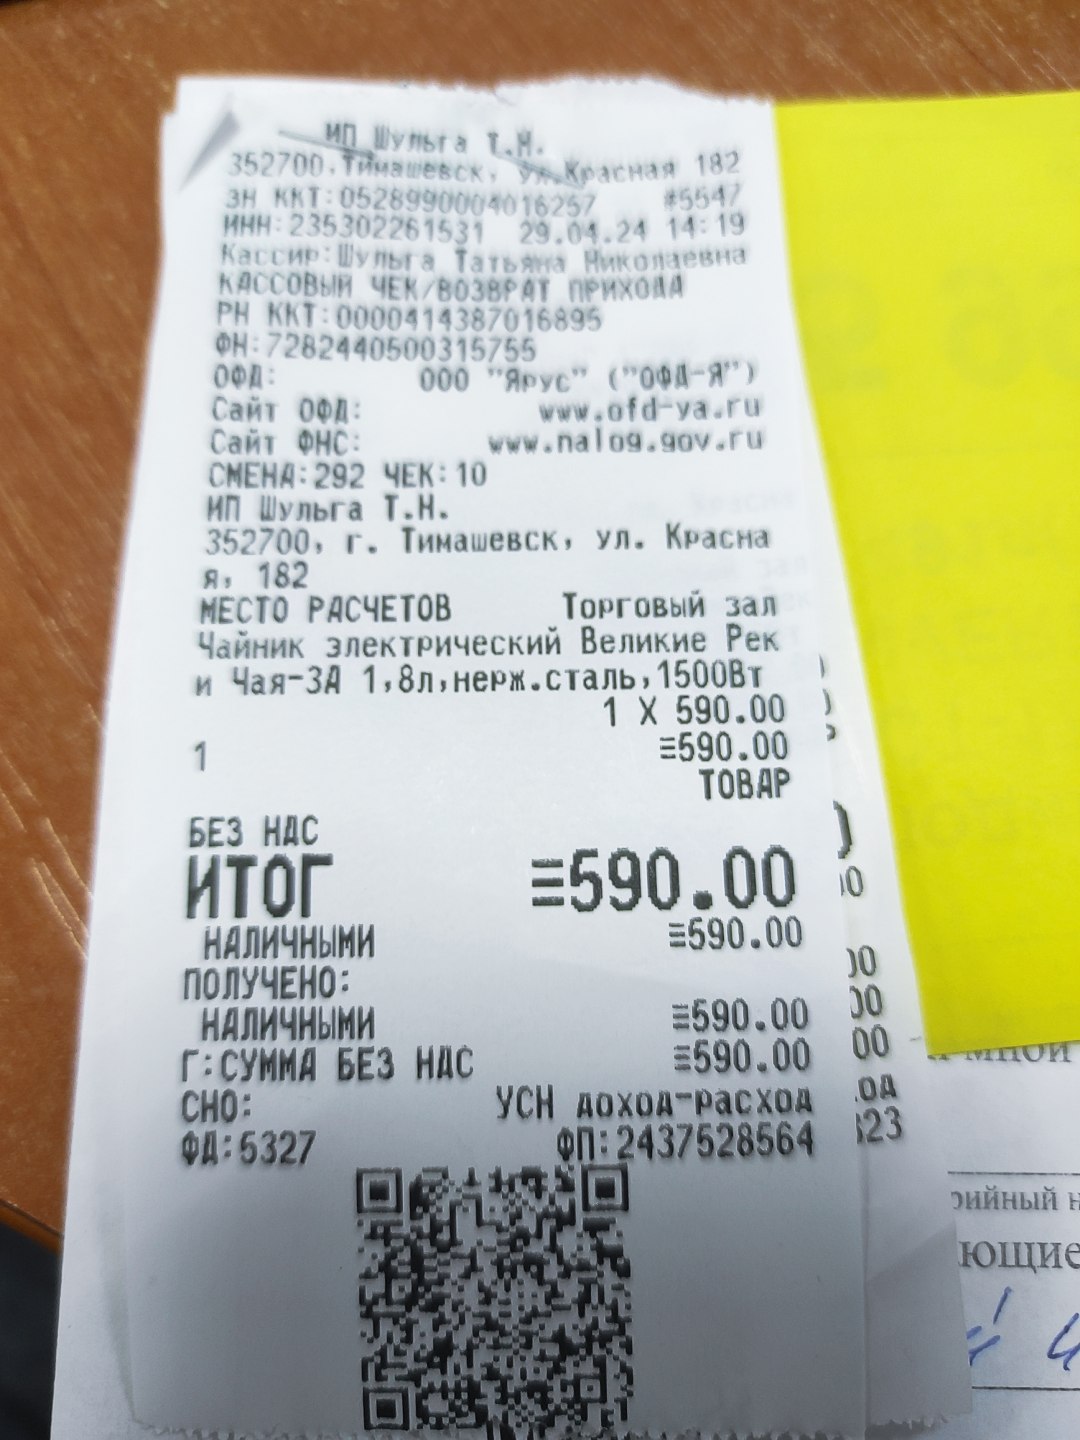 ИП Шульга Т.Н.
352700,Тимашевск, ул.Красная 182
ЗН ККТ:0528990004016257 #5547
ИНН:235302261531 29.04.24 14:19
Кассир:Шульга Татьяна Николаевна
КАССОВЫЙ ЧЕК/ВОЗВРАТ ПРИХОДА
РН ККТ:0000414387016895
ФН:7282440500315755
ОФД: ООО "Ярус" ("ОФД-Я")
Сайт ОФД: www.ofd-ya.ru
Сайт ФНС: www.nalog.gov.ru
СМЕНА:292 ЧЕК:10
ИП Шульга Т.Н.
352700, г. Тимашевск, ул. Красна
я, 182
МЕСТО РАСЧЕТОВ Торговый зал
Чайник электрический Великие Рек
и Чая-3А 1,8л,нерж.сталь,1500Вт
1 X 590.00
1 ≡590.00
ТОВАР
БЕЗ НДС
ИТОГ ≡590.00
НАЛИЧНЫМИ ≡590.00
ПОЛУЧЕНО:
НАЛИЧНЫМИ ≡590.00
Г:СУММА БЕЗ НДС ≡590.00
СНО: УСН доход-расход
ФД:5327 ФП:2437528564
мной
323
ющие